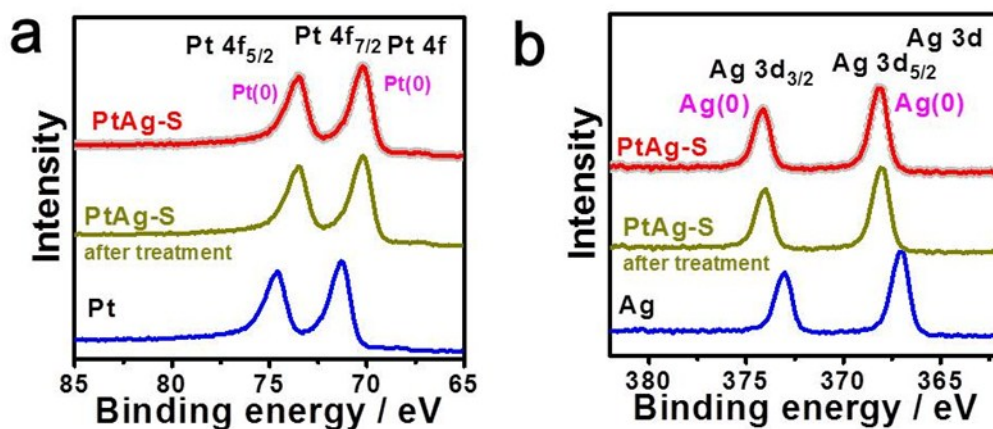 a
Pt 4f5/2 Pt 4f7/2 Pt 4f
Pt(0) Pt(0)
PtAg-S
PtAg-S
after treatment
Pt
Intensity
85 80 75 70 65
Binding energy / eV
b
Ag 3d
Ag 3d3/2 Ag 3d5/2
Ag(0) Ag(0)
PtAg-S
PtAg-S
after treatment
Ag
Intensity
380 375 370 365
Binding energy / eV